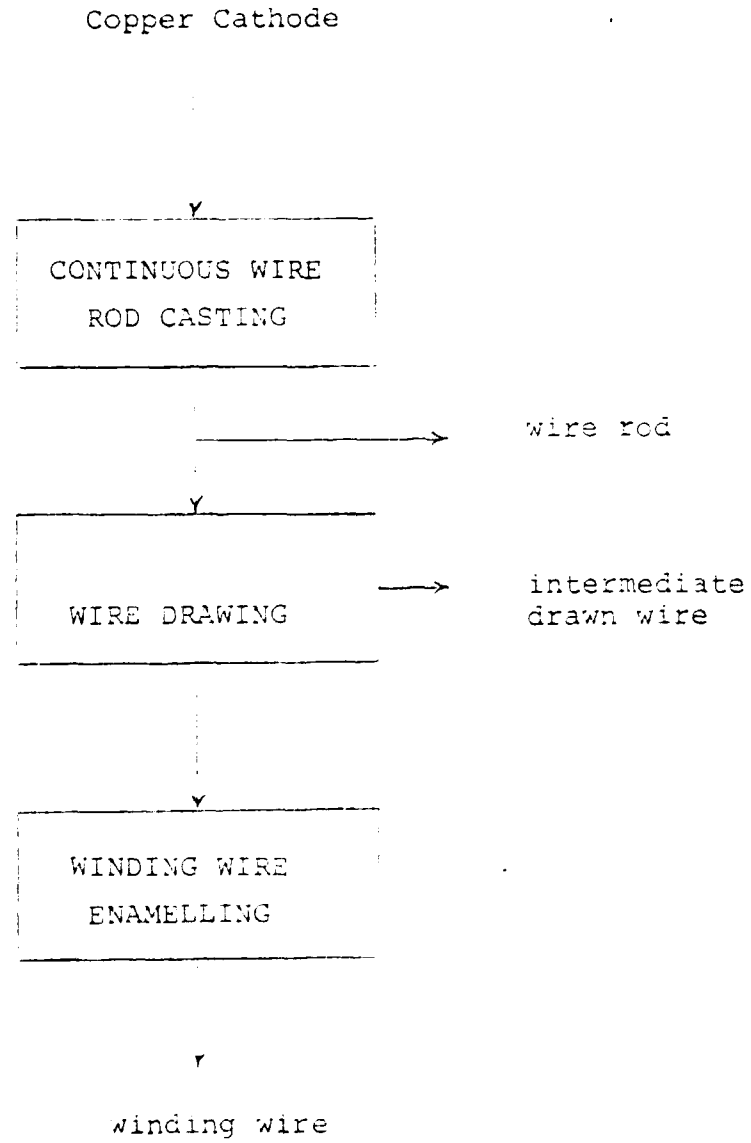 Copper Cathode
CONTINUOUS WIRE
ROD CASTING
wire rod
intermediate
drawn wire
WIRE DRAWING
WINDING WIRE
ENAMELLING
winding wire